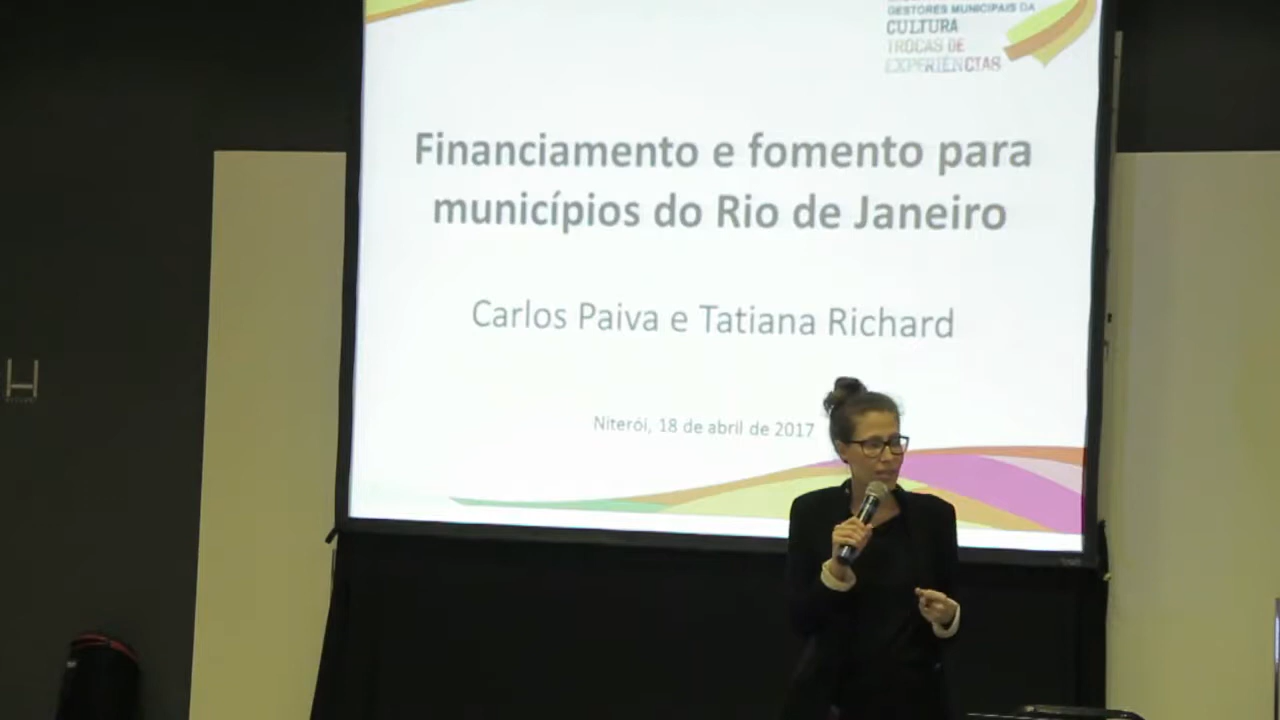 GESTORES MUNICIPAIS DA
CULTURA
TROCAS DE
EXPERIÊNCIAS
Financiamento e fomento para
municípios do Rio de Janeiro
Carlos Paiva e Tatiana Richard
Niterói, 18 de abril de 2017